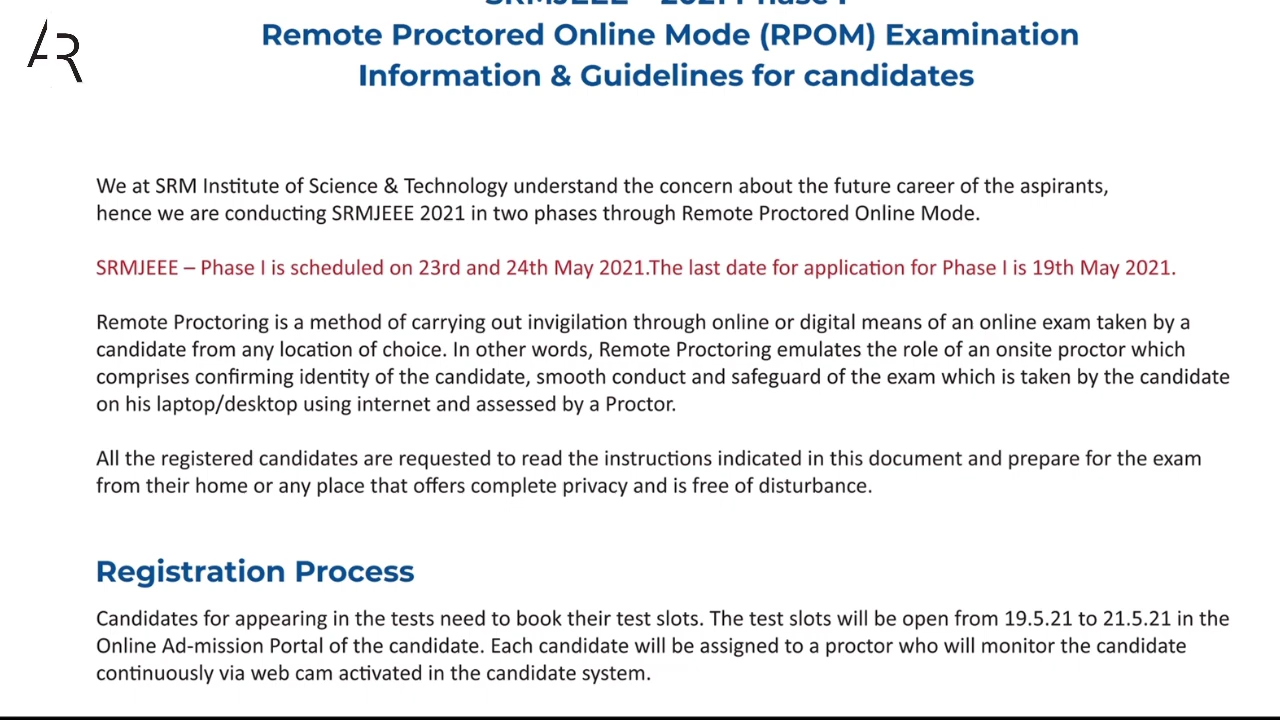 AR
SRMJEEE – 2021 Phase I
Remote Proctored Online Mode (RPOM) Examination
Information & Guidelines for candidates
We at SRM Institute of Science & Technology understand the concern about the future career of the aspirants,
hence we are conducting SRMJEEE 2021 in two phases through Remote Proctored Online Mode.
SRMJEEE – Phase I is scheduled on 23rd and 24th May 2021.The last date for application for Phase I is 19th May 2021.
Remote Proctoring is a method of carrying out invigilation through online or digital means of an online exam taken by a
candidate from any location of choice. In other words, Remote Proctoring emulates the role of an onsite proctor which
comprises confirming identity of the candidate, smooth conduct and safeguard of the exam which is taken by the candidate
on his laptop/desktop using internet and assessed by a Proctor.
All the registered candidates are requested to read the instructions indicated in this document and prepare for the exam
from their home or any place that offers complete privacy and is free of disturbance.
Registration Process
Candidates for appearing in the tests need to book their test slots. The test slots will be open from 19.5.21 to 21.5.21 in the
Online Ad-mission Portal of the candidate. Each candidate will be assigned to a proctor who will monitor the candidate
continuously via web cam activated in the candidate system.